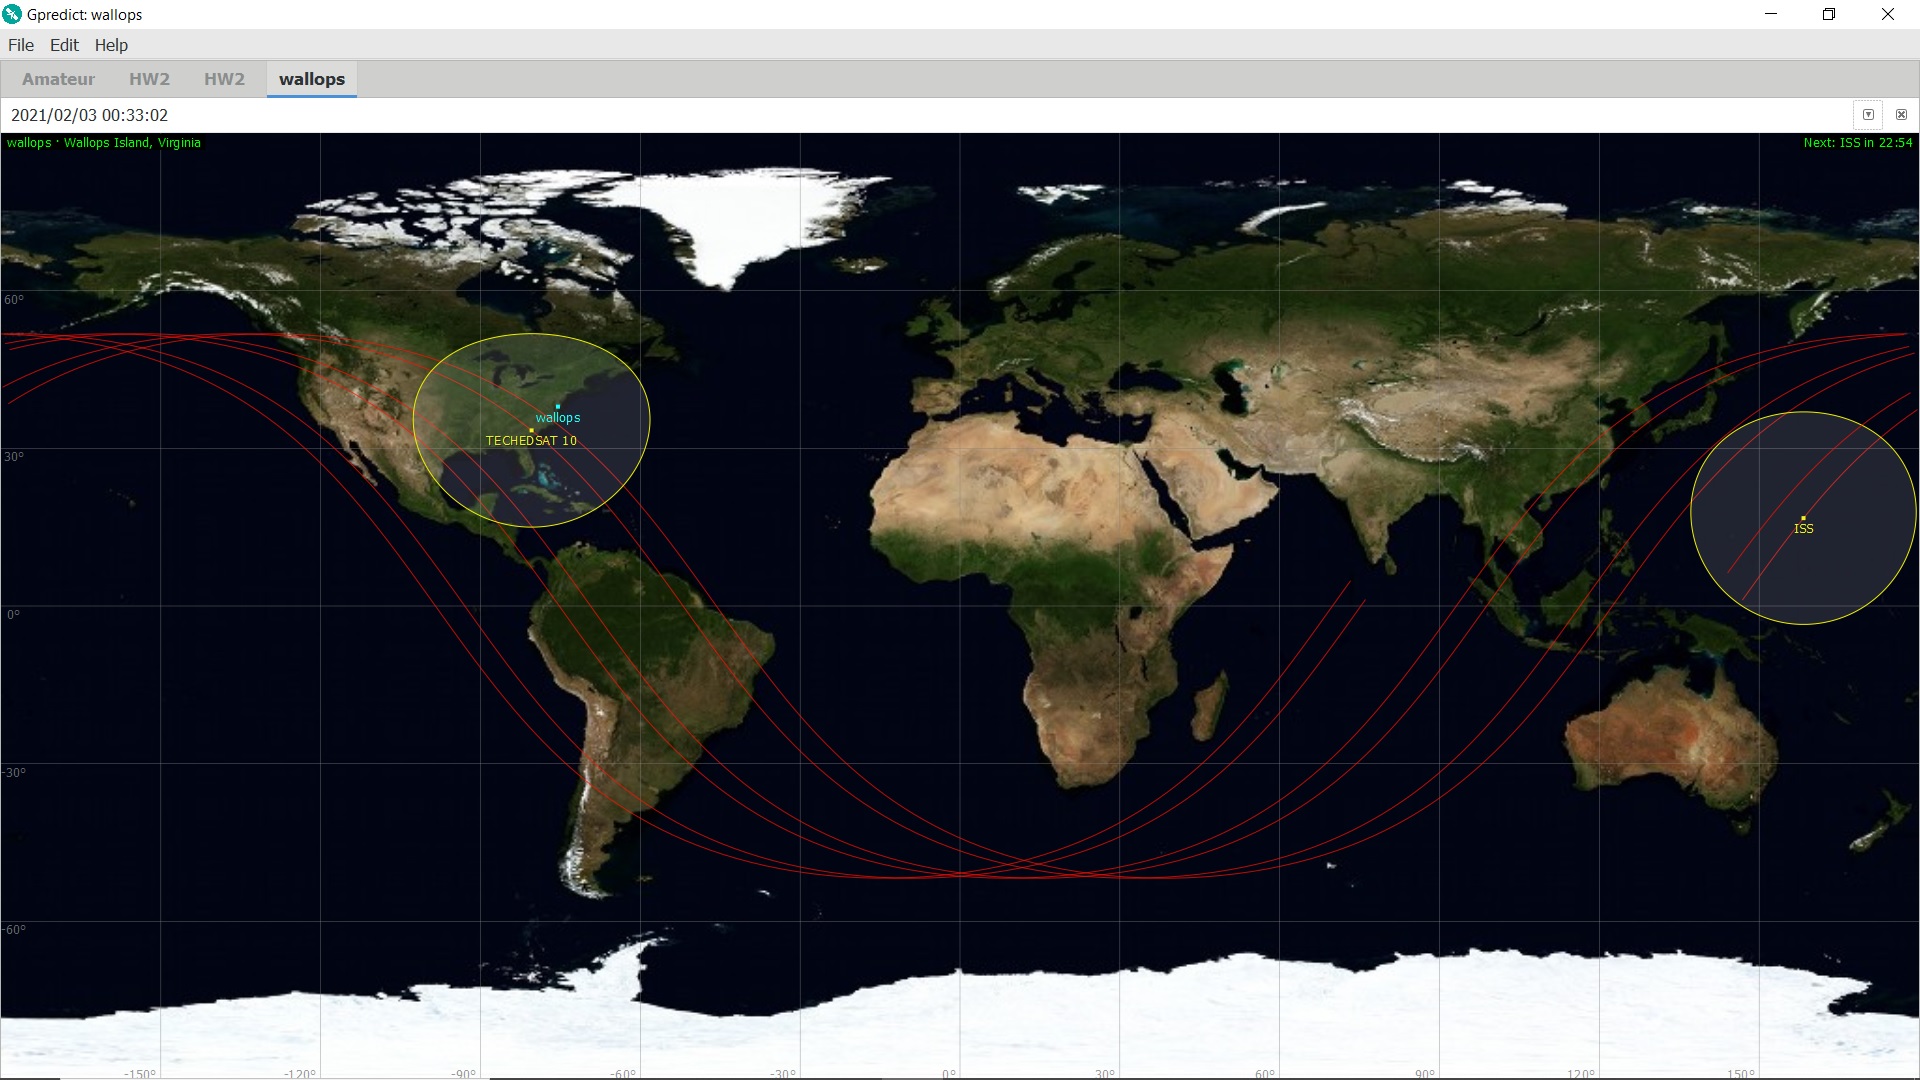 Gpredict: wallops
File Edit Help
Amateur HW2 HW2 wallops
2021/02/03 00:33:02
wallops · Wallops Island, Virginia Next: ISS in 22:54
60°
wallops
TECHEDSAT 10
30°
ISS
0°
-30°
-60°
-150° -120° -90° -60° -30° 0° 30° 60° 90° 120° 150°